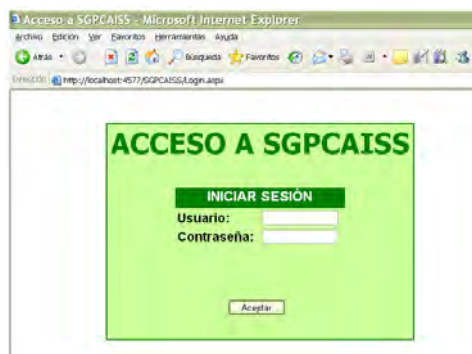 Acceso a SGPCAISS - Microsoft Internet Explorer
Archivo Edición Ver Favoritos Herramientas Ayuda
Atrás Búsqueda Favoritos
Dirección http://localhost:4577/SGPCAISS/Login.aspx
ACCESO A SGPCAISS
INICIAR SESIÓN
Usuario:
Contraseña:
Aceptar